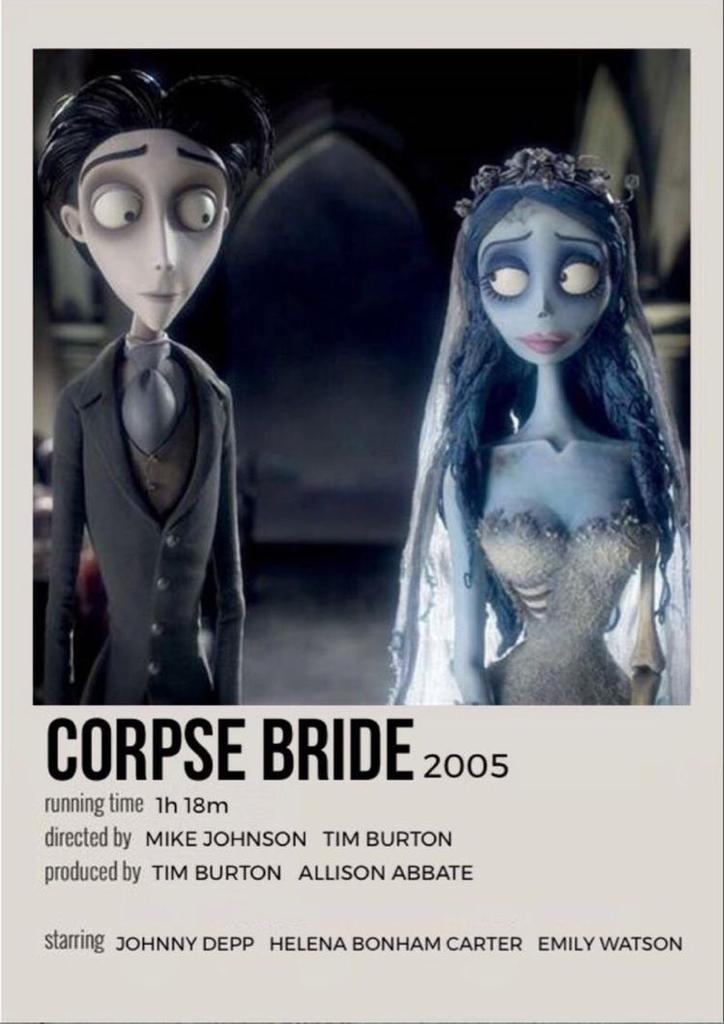 CORPSE BRIDE 2005
running time 1h 18m
directed by MIKE JOHNSON TIM BURTON
produced by TIM BURTON ALLISON ABBATE
starring JOHNNY DEPP HELENA BONHAM CARTER EMILY WATSON